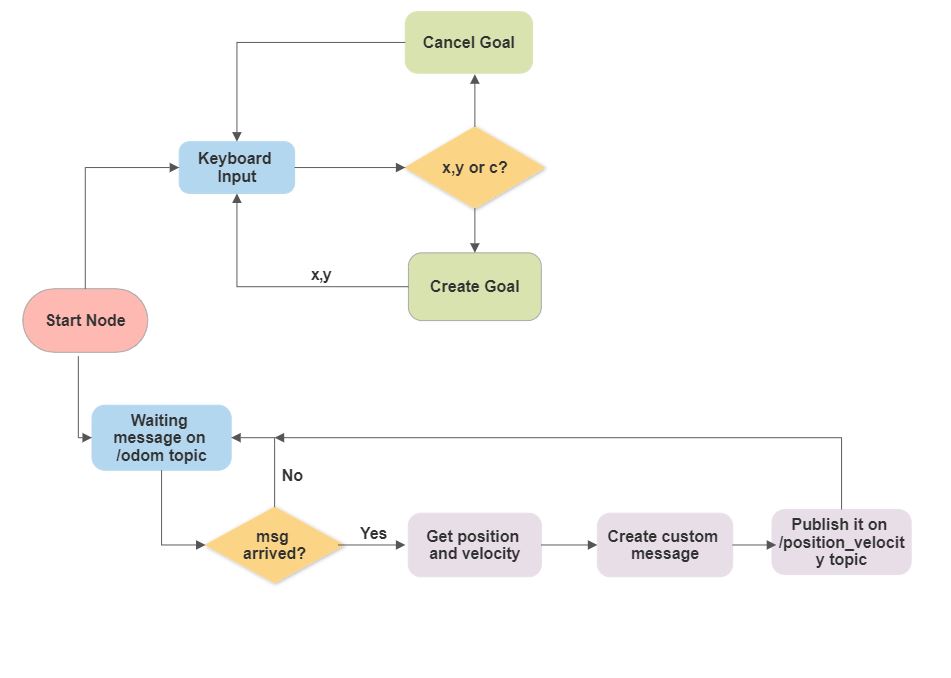 Cancel Goal
Keyboard
Input
x,y or c?
x,y
Create Goal
Start Node
Waiting
message on
/odom topic
No
msg
arrived?
Yes
Get position
and velocity
Create custom
message
Publish it on
/position_velocit
y topic